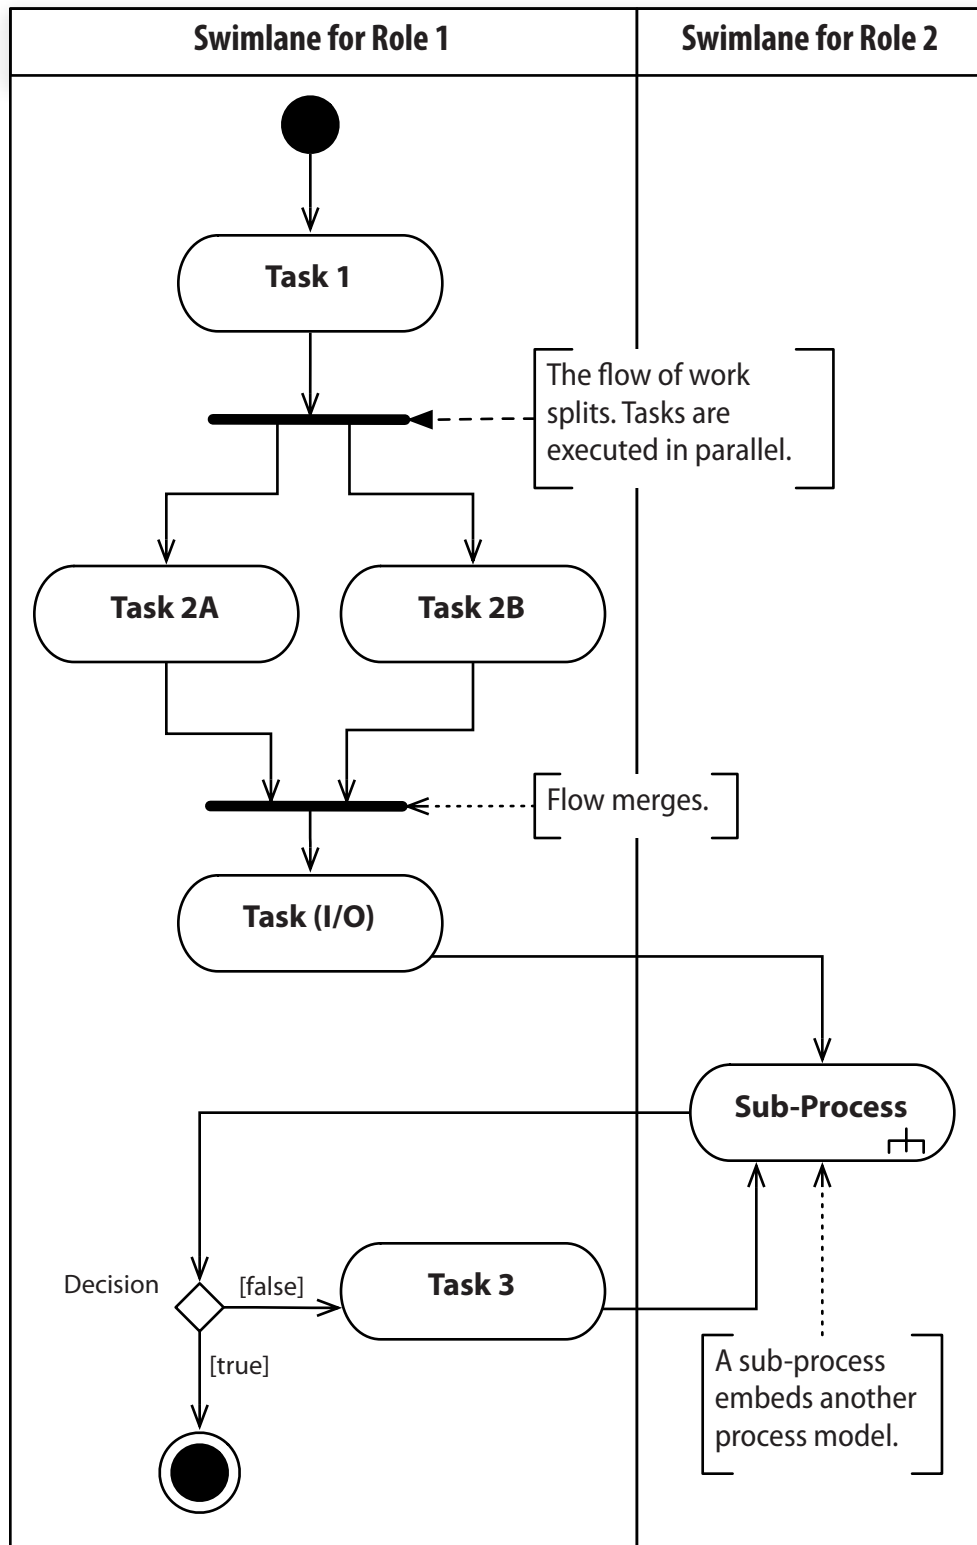 Swimlane for Role 1
Swimlane for Role 2
Task 1
The flow of work
splits. Tasks are
executed in parallel.
Task 2A
Task 2B
Flow merges.
Task (I/O)
Sub-Process
Decision
[false]
Task 3
[true]
A sub-process
embeds another
process model.